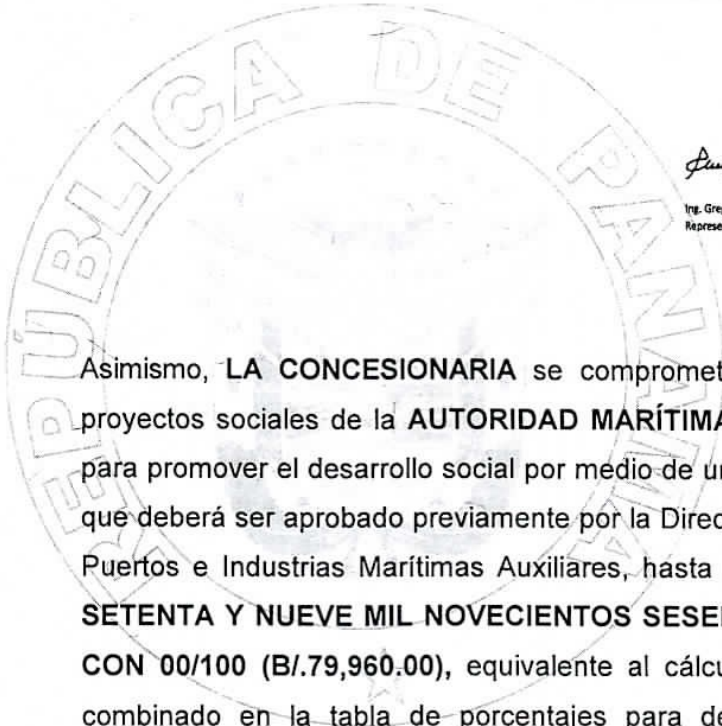 REPÚBLICA DE PANAMÁ
Ing.
Asimismo, LA CONCESIONARIA se compromet
proyectos sociales de la AUTORIDAD MARÍTIMA
para promover el desarrollo social por medio de un
que deberá ser aprobado previamente por la Direc
Puertos e Industrias Marítimas Auxiliares, hasta
SETENTA Y NUEVE MIL NOVECIENTOS SESE
CON 00/100 (B/.79,960.00), equivalente al cálcu
combinado en la tabla de porcentajes para de